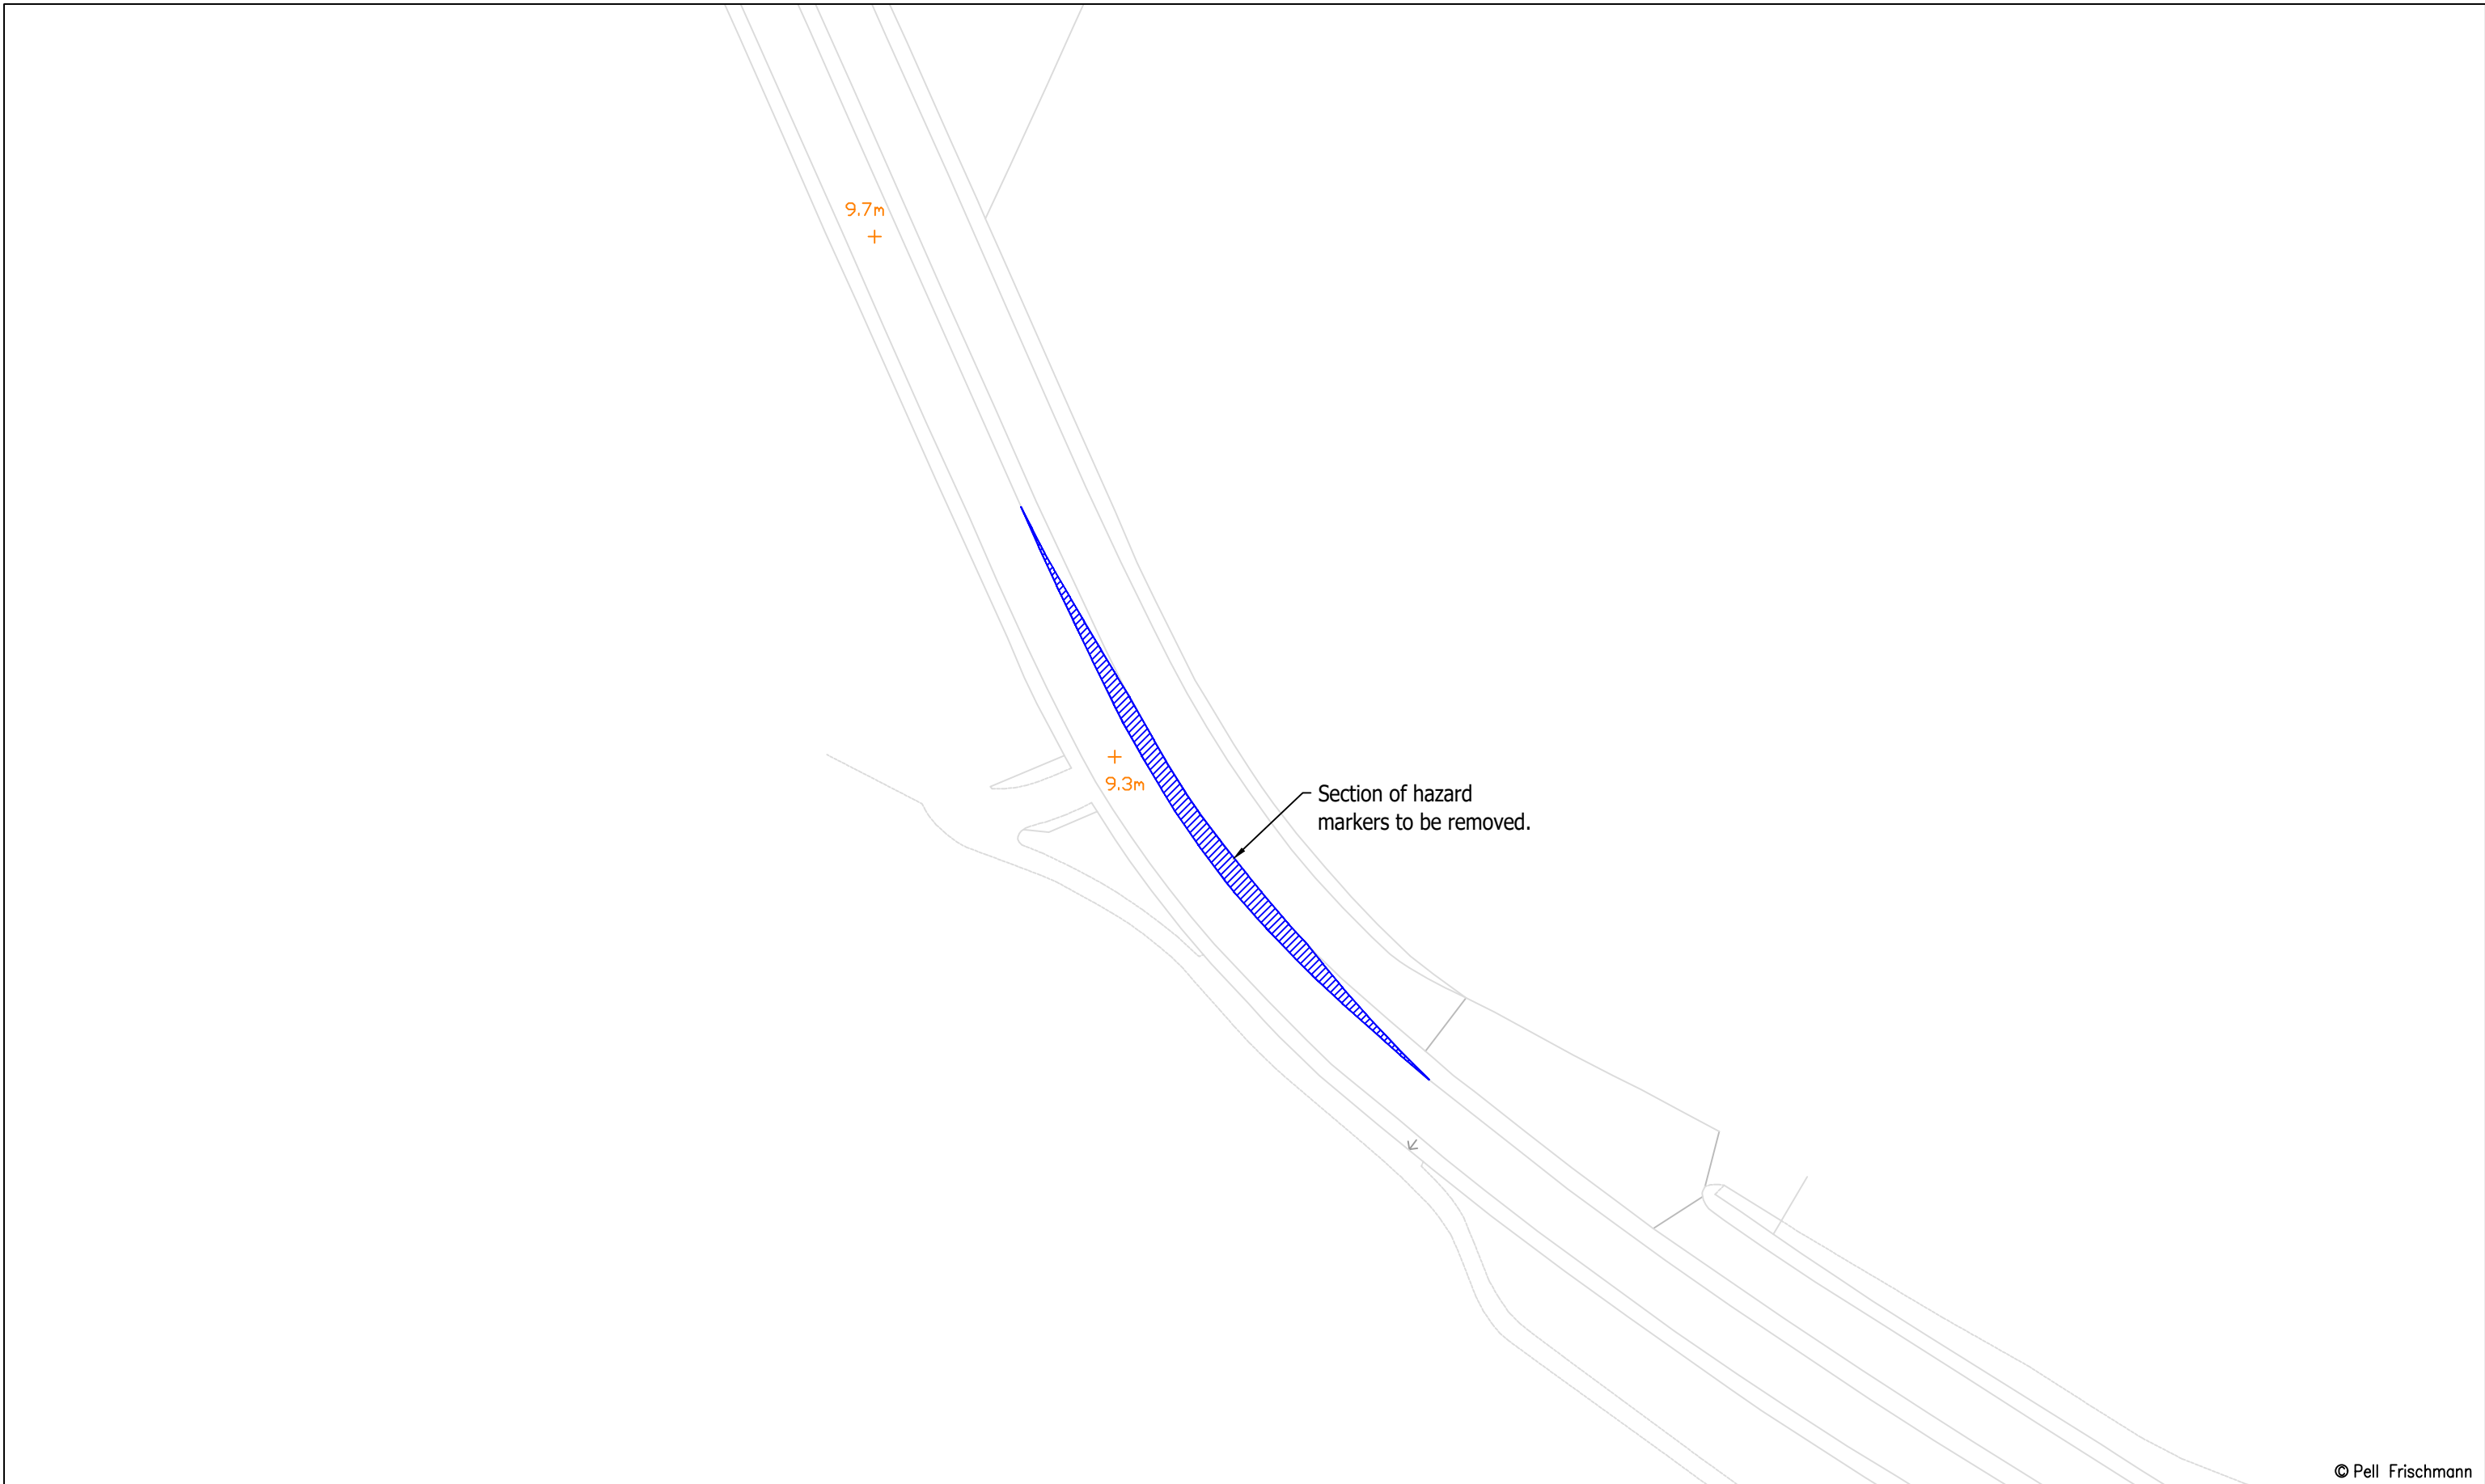 9.7m
9.3m
Section of hazard
markers to be removed.
© Pell Frischmann